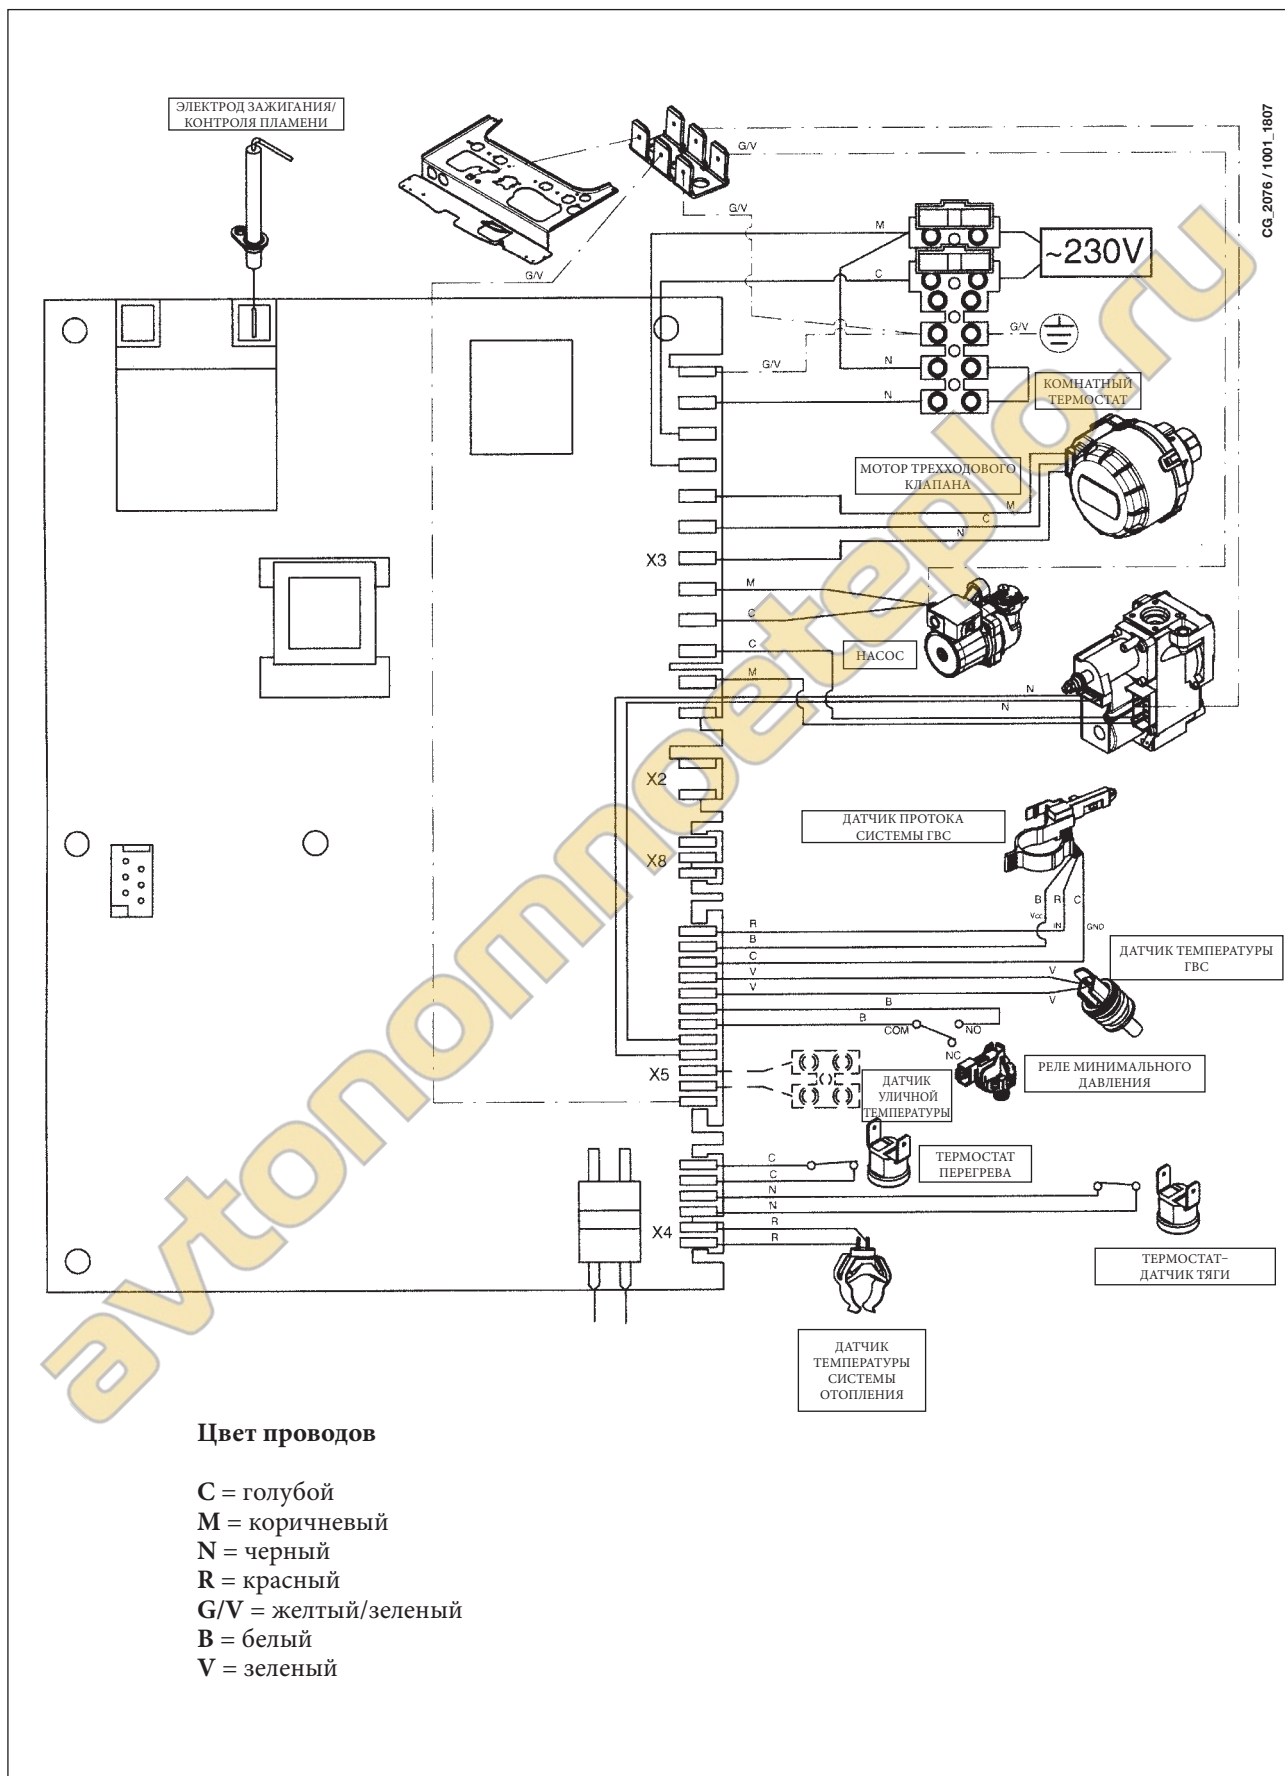 CG_2076 / 1001_1807
ЭЛЕКТРОД ЗАЖИГАНИЯ/
КОНТРОЛЯ ПЛАМЕНИ
G/V
G/V
G/V
M
~230V
C
G/V
G/V
N
КОМНАТНЫЙ
ТЕРМОСТАТ
N
МОТОР ТРЕХХОДОВОГО
КЛАПАНА
M
C
N
X3
M
C
НАСОС
C
M
N
N
X2
ДАТЧИК ПРОТОКА
СИСТЕМЫ ГВС
X8
B
R
C
Vcc
IN
GND
R
B
C
V
V
ДАТЧИК ТЕМПЕРАТУРЫ
ГВС
V
V
B
B
COM
NO
NC
РЕЛЕ МИНИМАЛЬНОГО
ДАВЛЕНИЯ
X5
ДАТЧИК
УЛИЧНОЙ
ТЕМПЕРАТУРЫ
C
C
ТЕРМОСТАТ
ПЕРЕГРЕВА
N
N
X4
R
R
ТЕРМОСТАТ–
ДАТЧИК ТЯГИ
ДАТЧИК
ТЕМПЕРАТУРЫ
СИСТЕМЫ
ОТОПЛЕНИЯ
avtonomnoeteplo.ru
Цвет проводов
C = голубой
M = коричневый
N = черный
R = красный
G/V = желтый/зеленый
B = белый
V = зеленый